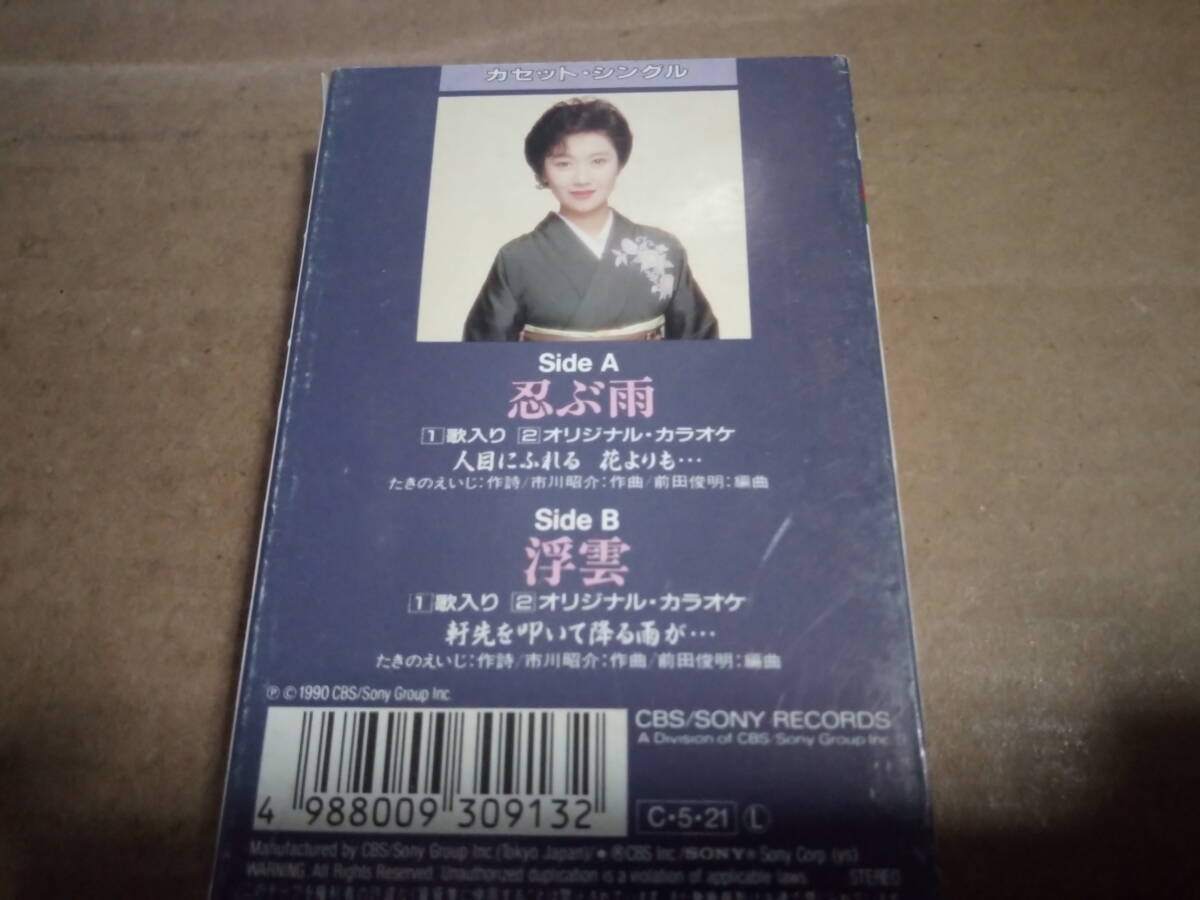 カセット・シングル
Side A
忍ぶ雨
1 歌入り 2 オリジナル・カラオケ
人目にふれる 花よりも…
たきのえいじ:作詩/市川昭介:作曲/前田俊明:編曲
Side B
浮雲
1 歌入り 2 オリジナル・カラオケ
軒先を叩いて降る雨が…
たきのえいじ:作詩/市川昭介:作曲/前田俊明:編曲
Ⓟ©1990 CBS/Sony Group Inc.
CBS/SONY RECORDS
A Division of CBS/Sony Group Inc.
4 988009 309132
C・5・21 Ⓛ
Manufactured by CBS/Sony Group Inc. (Tokyo Japan)/ ® CBS Inc./SONY® Sony Corp. (ys)
WARNING: All Rights Reserved. Unauthorized duplication is a violation of applicable laws. STEREO